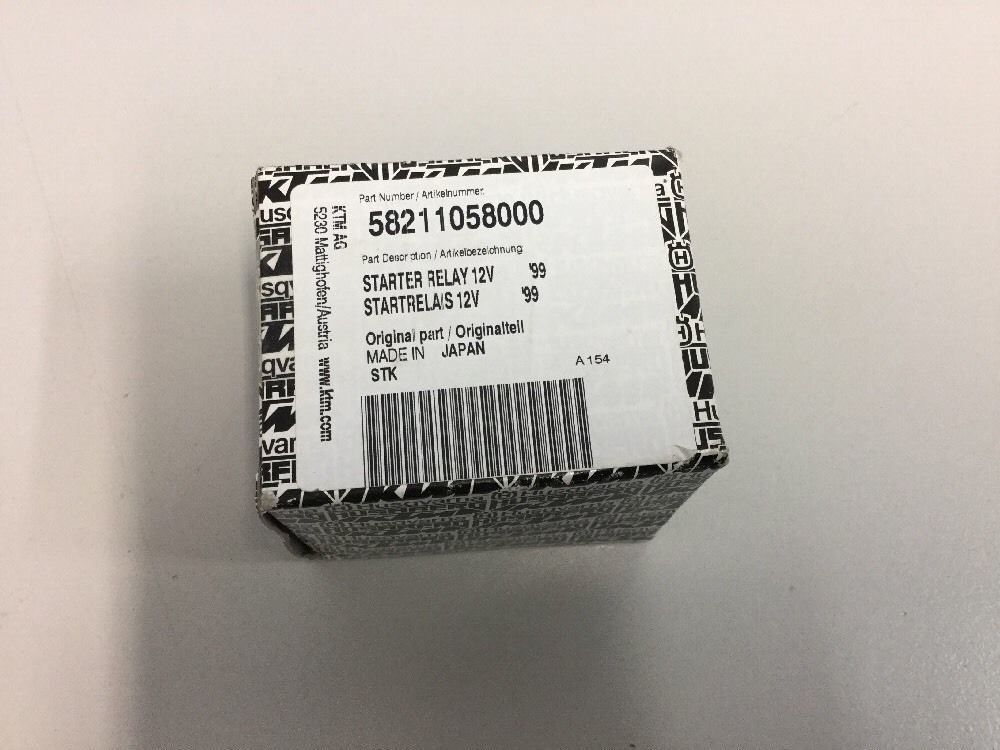 Part Number / Artikelnummer:
58211058000
Part Description / Artikelbezeichnung:
STARTER RELAY 12V '99
STARTRELAIS 12V '99
Original part / Originalteil
MADE IN JAPAN
STK
A 154
KTM AG
5230 Mattighofen/Austria www.ktm.com